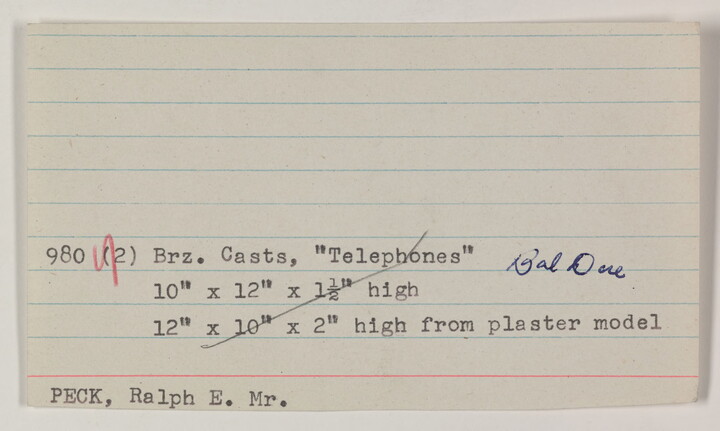 980 (2) Brz. Casts, "Telephones"
Bal Due
10" x 12" x 1½" high
12" x 10" x 2" high from plaster model
PECK, Ralph E. Mr.